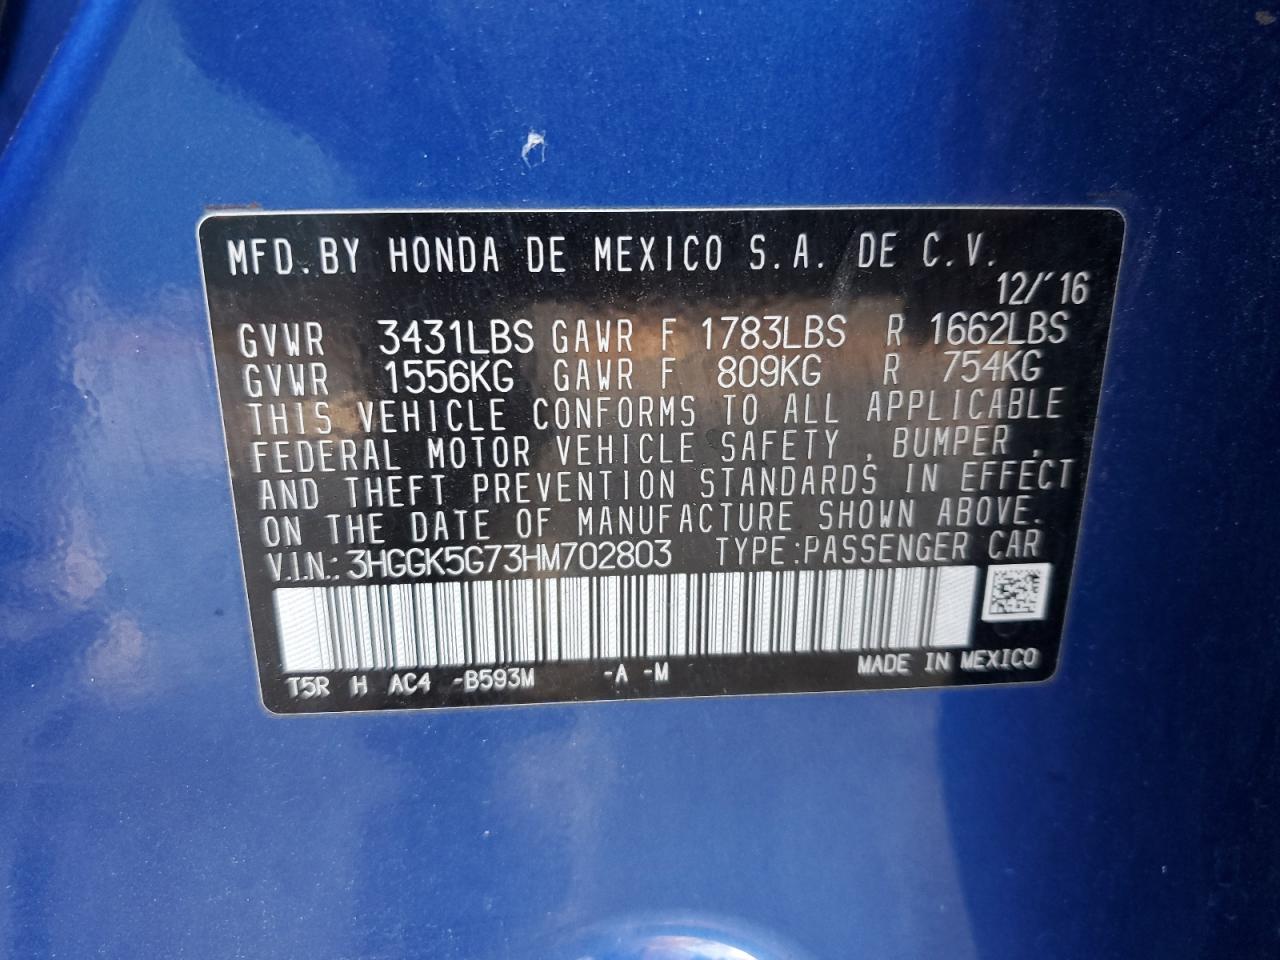 MFD. BY HONDA DE MEXICO S.A. DE C.V.
12/'16
GVWR 3431LBS GAWR F 1783LBS R 1662LBS
GVWR 1556KG GAWR F 809KG R 754KG
THIS VEHICLE CONFORMS TO ALL APPLICABLE
FEDERAL MOTOR VEHICLE SAFETY, BUMPER,
AND THEFT PREVENTION STANDARDS IN EFFECT
ON THE DATE OF MANUFACTURE SHOWN ABOVE.
V.I.N.: 3HGGK5G73HM702803 TYPE:PASSENGER CAR
T5R H AC4 -B593M -A -M MADE IN MEXICO